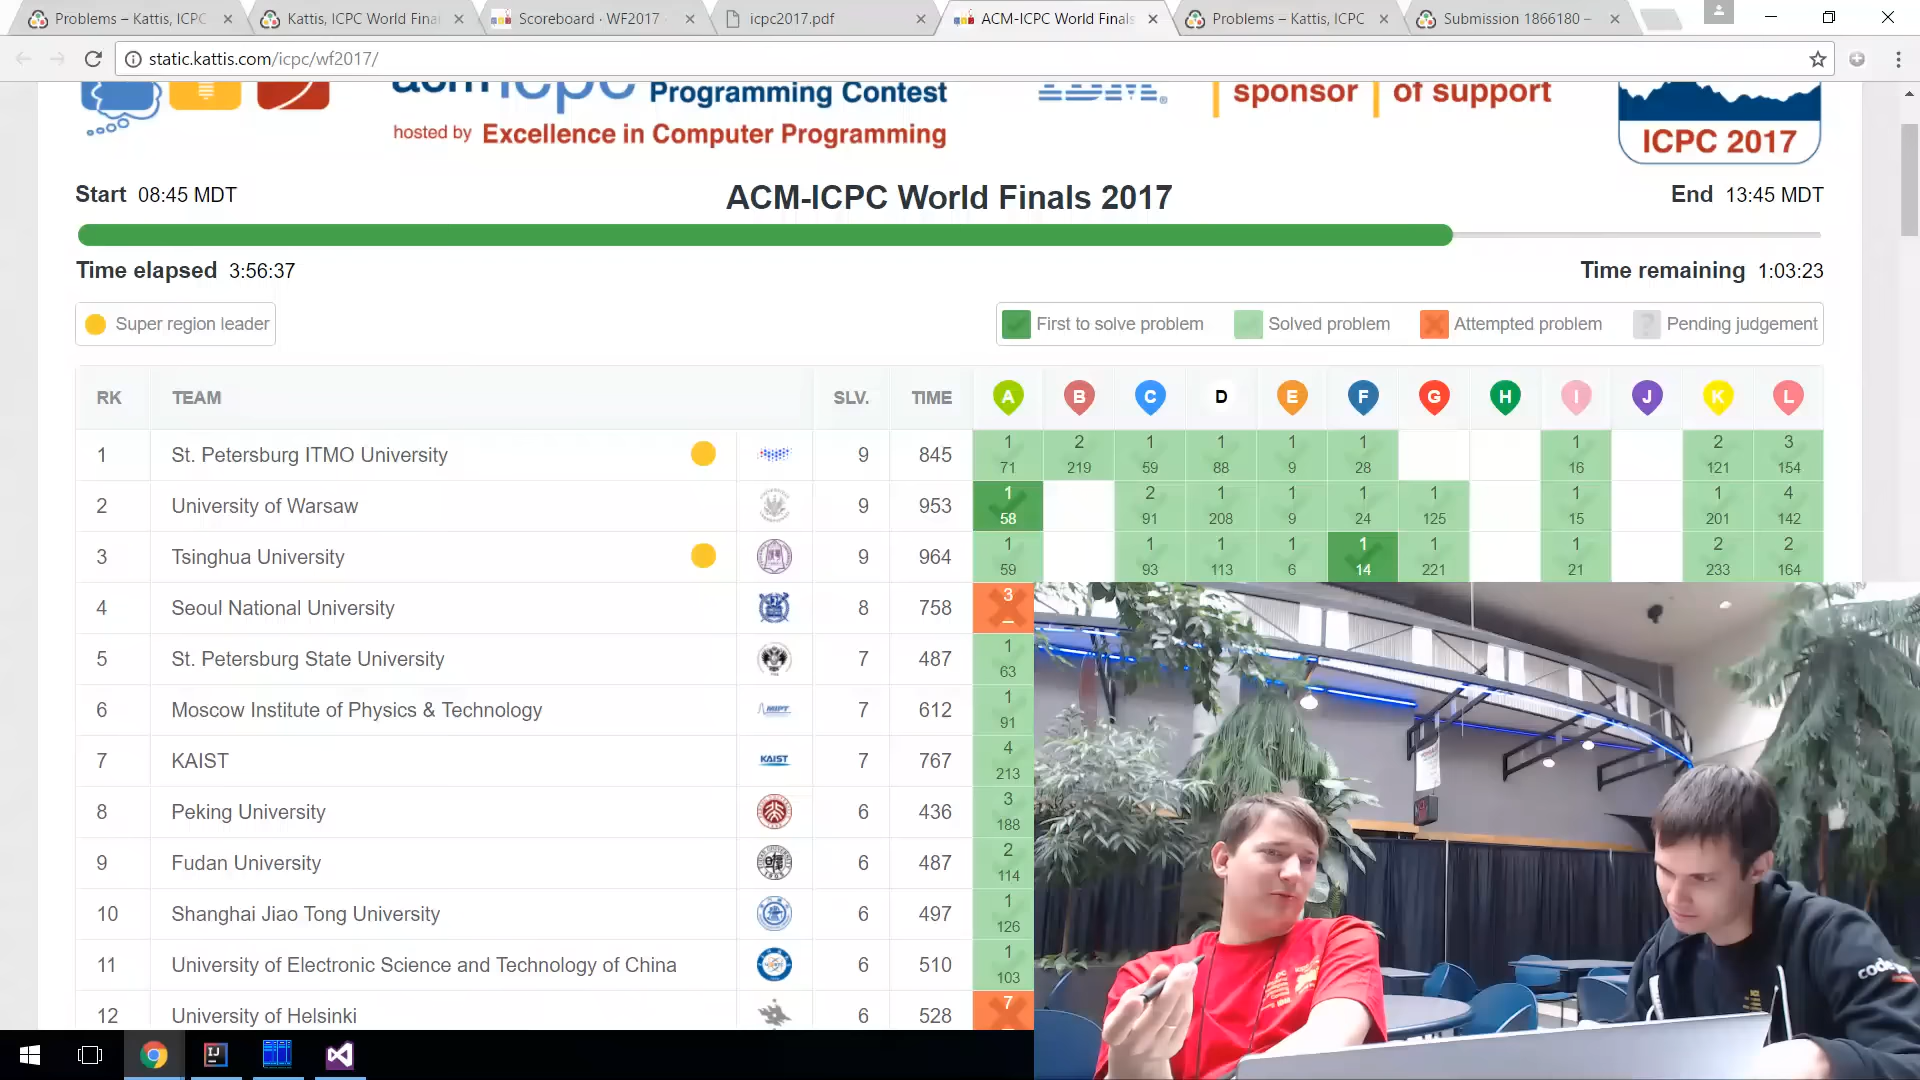 Problems – Kattis, ICPC
Kattis, ICPC World Final
Scoreboard · WF2017
icpc2017.pdf
ACM-ICPC World Finals
Problems – Kattis, ICPC
Submission 1866180 –
static.kattis.com/icpc/wf2017/
acm icpc Programming Contest
hosted by Excellence in Computer Programming
IBM
sponsor of support
ICPC 2017
Start 08:45 MDT
ACM-ICPC World Finals 2017
End 13:45 MDT
Time elapsed 3:56:37
Time remaining 1:03:23
Super region leader
First to solve problem
Solved problem
Attempted problem
? Pending judgement
RK TEAM SLV. TIME A B C D E F G H I J K L
1 St. Petersburg ITMO University 9 845 1 2 1 1 1 1 1 2 3
71 219 59 88 9 28 16 121 154
2 University of Warsaw 9 953 1 2 1 1 1 1 1 1 4
58 91 208 9 24 125 15 201 142
3 Tsinghua University 9 964 1 1 1 1 1 1 1 2 2
59 93 113 6 14 221 21 233 164
4 Seoul National University 8 758 3
–
5 St. Petersburg State University 7 487 1
63
6 Moscow Institute of Physics & Technology MIPT 7 612 1
91
7 KAIST KAIST 7 767 4
213
8 Peking University 6 436 3
188
9 Fudan University 6 487 2
114
10 Shanghai Jiao Tong University 6 497 1
126
11 University of Electronic Science and Technology of China 6 510 1
103
12 University of Helsinki 6 528 7
–
code
IJ